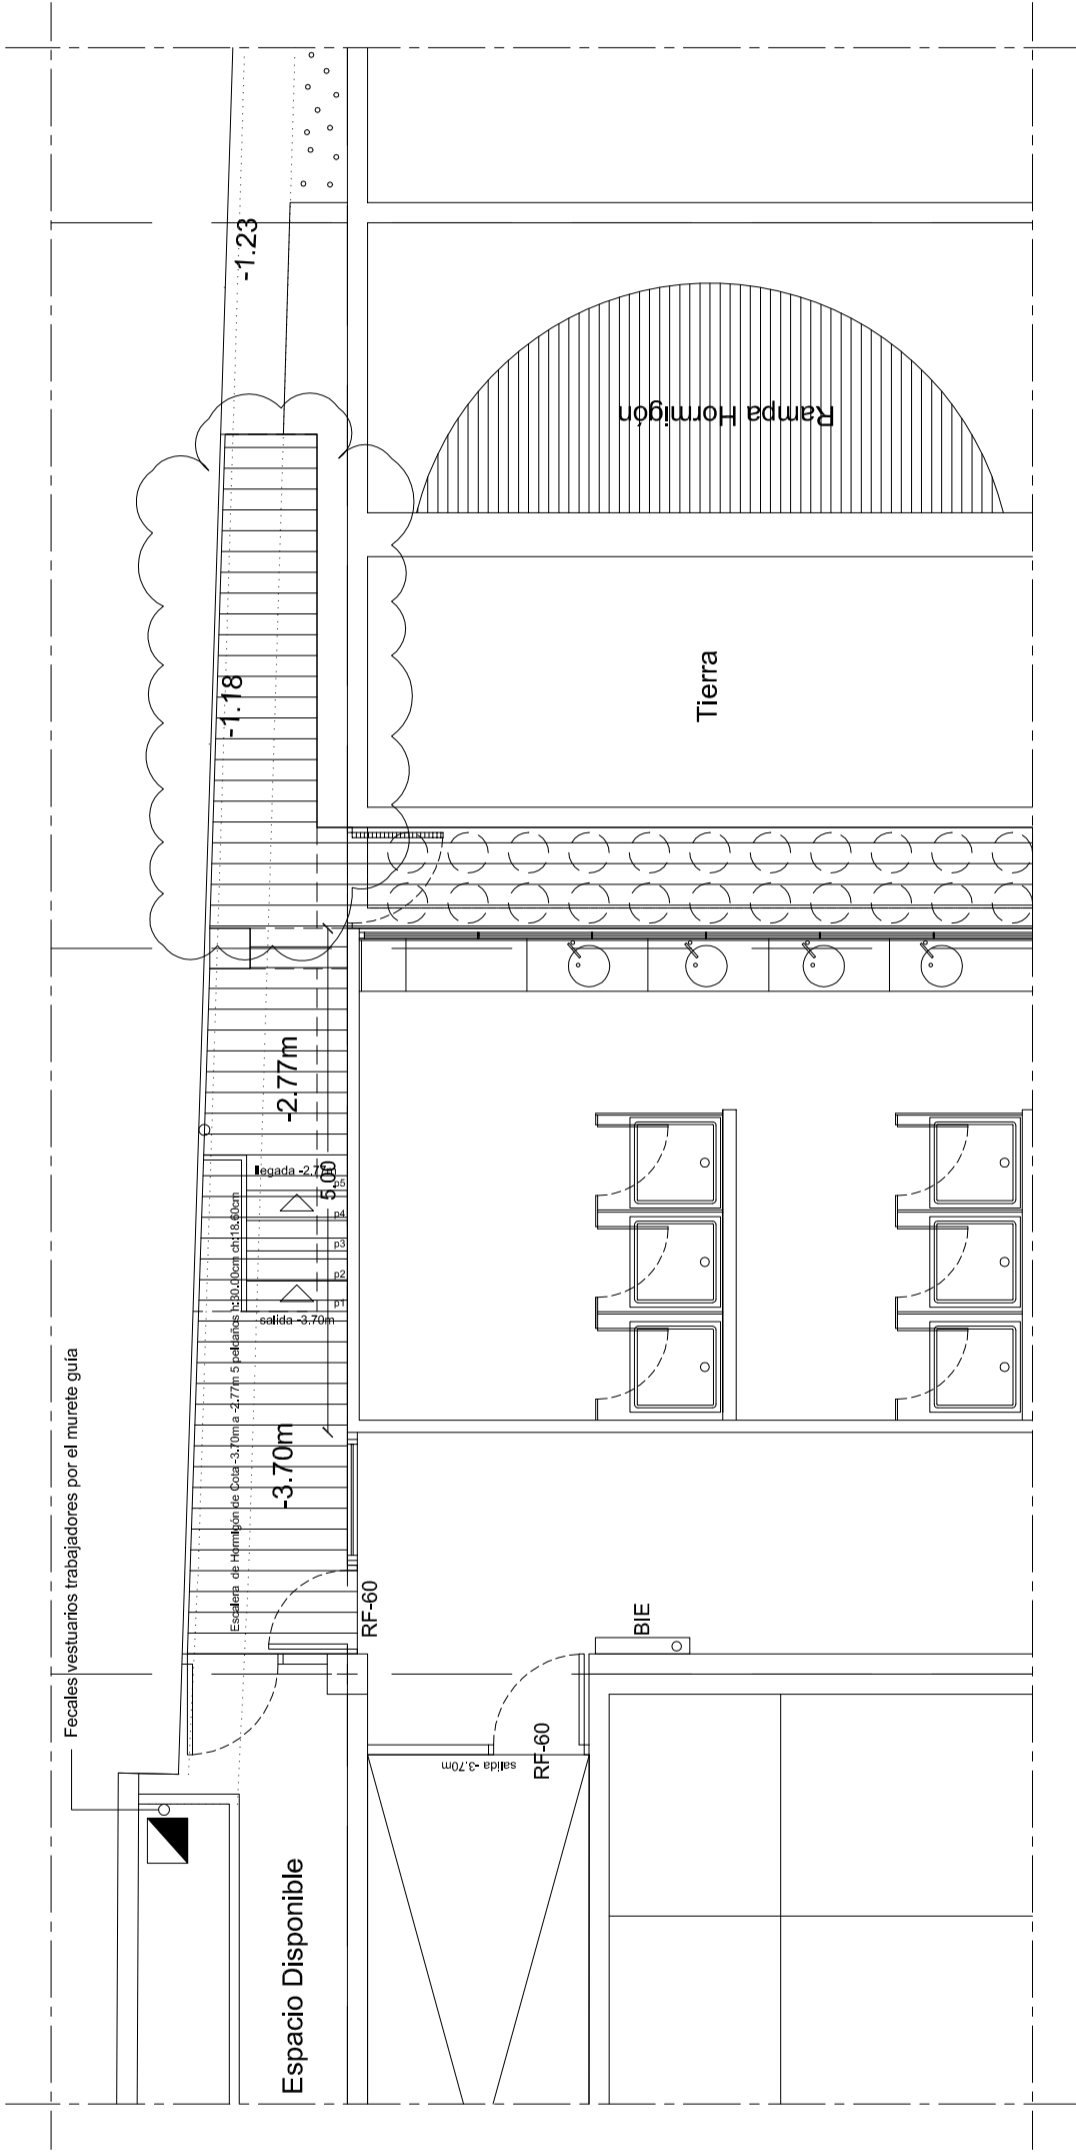 -1.23
Rampa Hormigón
-1.18
Tierra
-2.77m
llegada -2.77m
5.00
p5
p4
p3
p2
p1
salida -3.70m
Escalera de Hormigón de Cota -3.70m a -2.77m 5 peldaños h:30.00cm ch:18.60cm
-3.70m
Fecales vestuarios trabajadores por el murete guía
RF-60
BIE
RF-60
salida -3.70m
Espacio Disponible